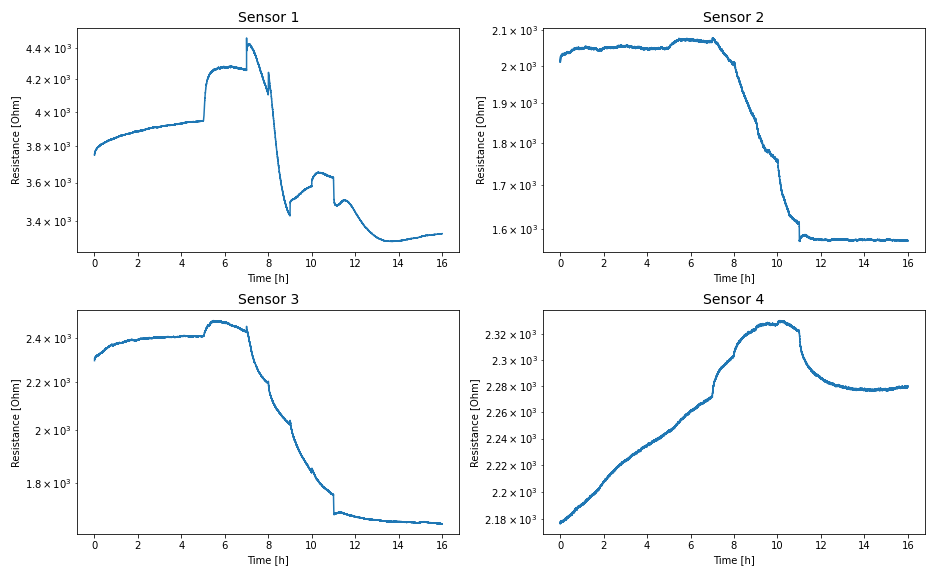 Sensor 1
Resistance [Ohm]
4.4 × 10³
4.2 × 10³
4 × 10³
3.8 × 10³
3.6 × 10³
3.4 × 10³
0 2 4 6 8 10 12 14 16
Time [h]
Sensor 2
Resistance [Ohm]
2.1 × 10³
2 × 10³
1.9 × 10³
1.8 × 10³
1.7 × 10³
1.6 × 10³
0 2 4 6 8 10 12 14 16
Time [h]
Sensor 3
Resistance [Ohm]
2.4 × 10³
2.2 × 10³
2 × 10³
1.8 × 10³
0 2 4 6 8 10 12 14 16
Time [h]
Sensor 4
Resistance [Ohm]
2.32 × 10³
2.3 × 10³
2.28 × 10³
2.26 × 10³
2.24 × 10³
2.22 × 10³
2.2 × 10³
2.18 × 10³
0 2 4 6 8 10 12 14 16
Time [h]